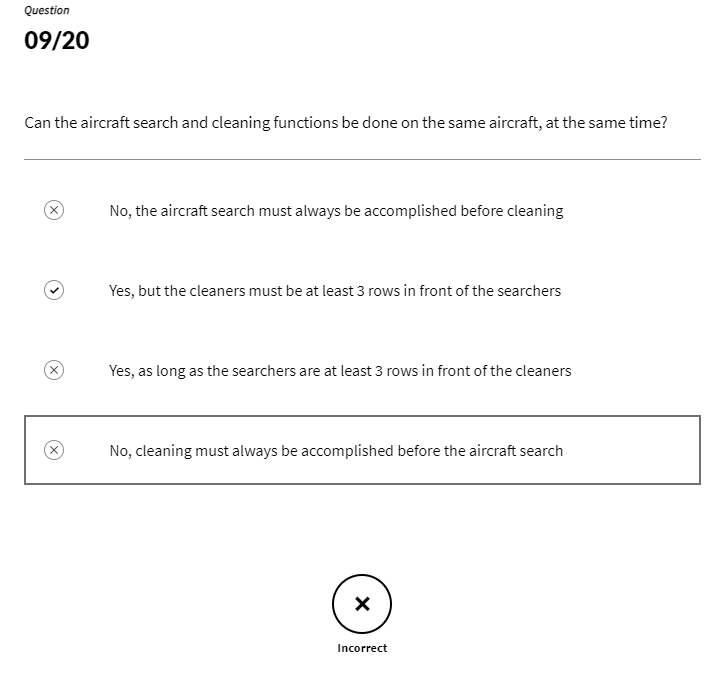 Question
09/20
Can the aircraft search and cleaning functions be done on the same aircraft, at the same time?
No, the aircraft search must always be accomplished before cleaning
Yes, but the cleaners must be at least 3 rows in front of the searchers
Yes, as long as the searchers are at least 3 rows in front of the cleaners
No, cleaning must always be accomplished before the aircraft search
Incorrect